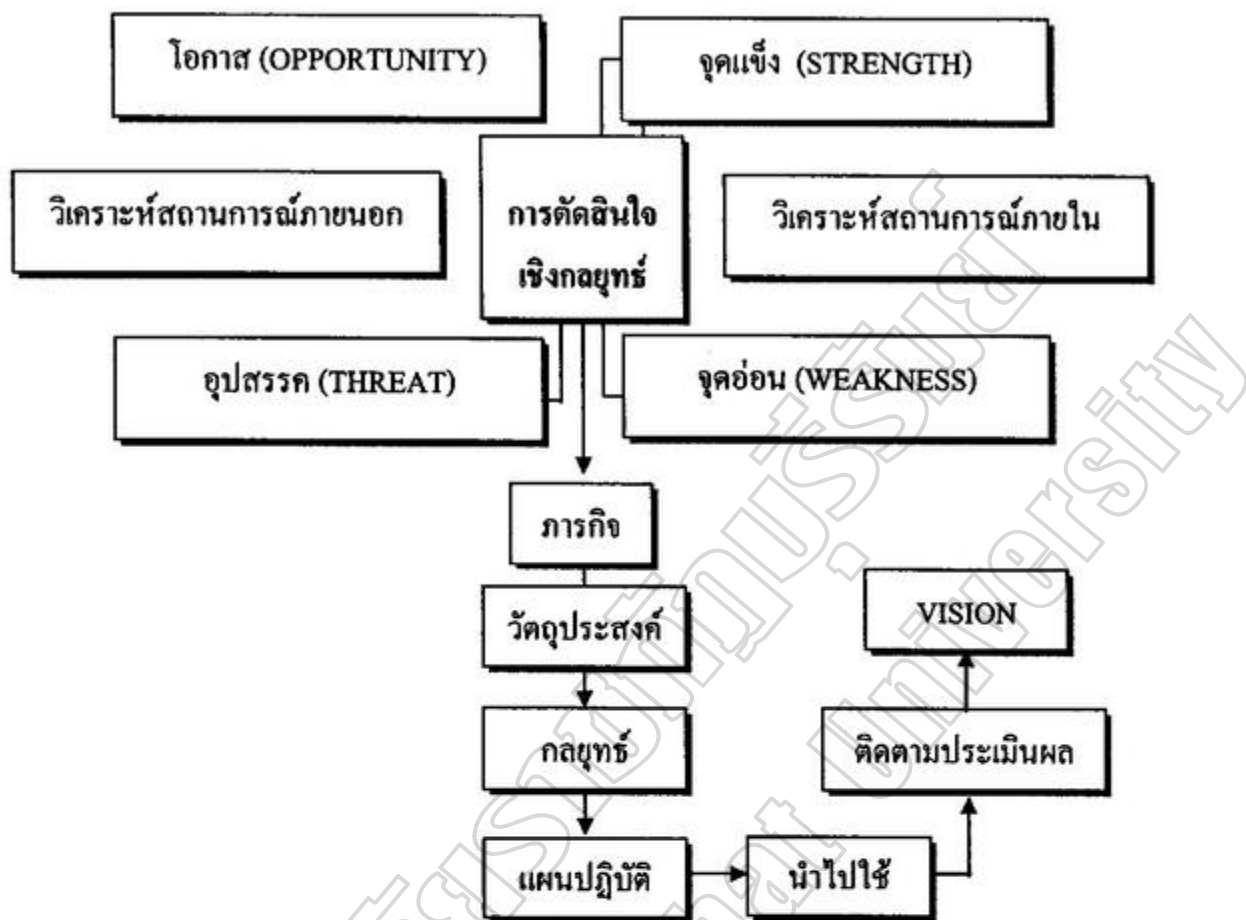 โอกาส (OPPORTUNITY)
จุดแข็ง (STRENGTH)
วิเคราะห์สถานการณ์ภายนอก
การตัดสินใจ
เชิงกลยุทธ์
วิเคราะห์สถานการณ์ภายใน
อุปสรรค (THREAT)
จุดอ่อน (WEAKNESS)
ภารกิจ
วัตถุประสงค์
VISION
กลยุทธ์
ติดตามประเมินผล
แผนปฏิบัติ
นำไปใช้
University